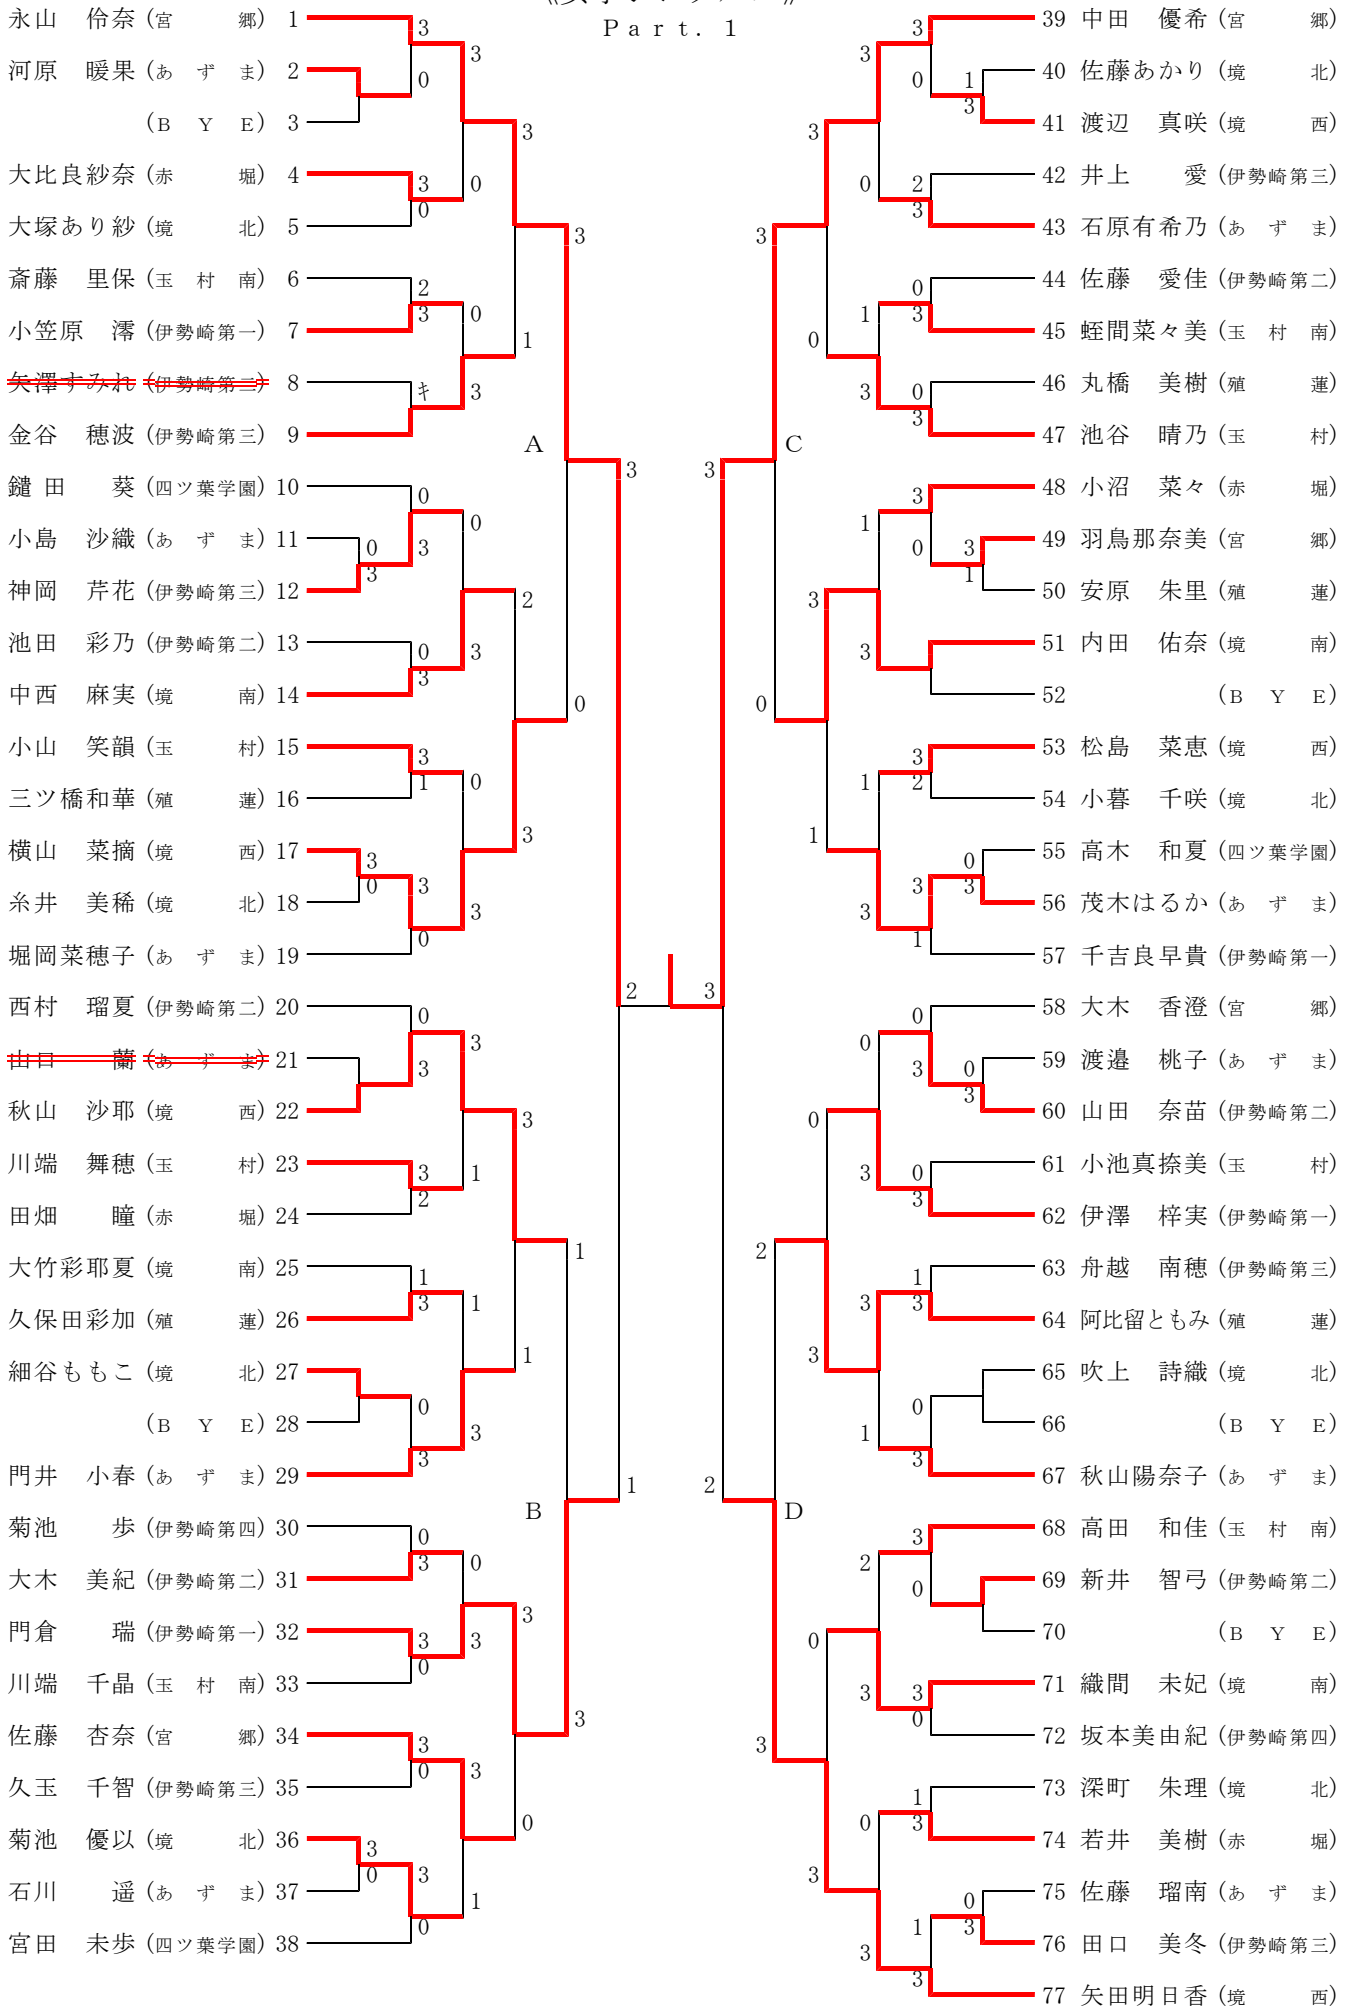 Part. 1
永山 伶奈 (宮 郷) 1
河原 暖果 (あ ず ま) 2
(B Y E) 3
大比良紗奈 (赤 堀) 4
大塚あり紗 (境 北) 5
斎藤 里保 (玉 村 南) 6
小笠原 澪 (伊勢崎第一) 7
矢澤すみれ (伊勢崎第二) 8
金谷 穂波 (伊勢崎第三) 9
鑓田 葵 (四ツ葉学園) 10
小島 沙織 (あ ず ま) 11
神岡 芹花 (伊勢崎第三) 12
池田 彩乃 (伊勢崎第二) 13
中西 麻実 (境 南) 14
小山 笑韻 (玉 村) 15
三ツ橋和華 (殖 蓮) 16
横山 菜摘 (境 西) 17
糸井 美稀 (境 北) 18
堀岡菜穂子 (あ ず ま) 19
西村 瑠夏 (伊勢崎第二) 20
山口 蘭 (あ ず ま) 21
秋山 沙耶 (境 西) 22
川端 舞穂 (玉 村) 23
田畑 瞳 (赤 堀) 24
大竹彩耶夏 (境 南) 25
久保田彩加 (殖 蓮) 26
細谷ももこ (境 北) 27
(B Y E) 28
門井 小春 (あ ず ま) 29
菊池 歩 (伊勢崎第四) 30
大木 美紀 (伊勢崎第二) 31
門倉 瑞 (伊勢崎第一) 32
川端 千晶 (玉 村 南) 33
佐藤 杏奈 (宮 郷) 34
久玉 千智 (伊勢崎第三) 35
菊池 優以 (境 北) 36
石川 遥 (あ ず ま) 37
宮田 未歩 (四ツ葉学園) 38
39 中田 優希 (宮 郷)
40 佐藤あかり (境 北)
41 渡辺 真咲 (境 西)
42 井上 愛 (伊勢崎第三)
43 石原有希乃 (あ ず ま)
44 佐藤 愛佳 (伊勢崎第二)
45 蛭間菜々美 (玉 村 南)
46 丸橋 美樹 (殖 蓮)
47 池谷 晴乃 (玉 村)
48 小沼 菜々 (赤 堀)
49 羽鳥那奈美 (宮 郷)
50 安原 朱里 (殖 蓮)
51 内田 佑奈 (境 南)
52 (B Y E)
53 松島 菜恵 (境 西)
54 小暮 千咲 (境 北)
55 高木 和夏 (四ツ葉学園)
56 茂木はるか (あ ず ま)
57 千吉良早貴 (伊勢崎第一)
58 大木 香澄 (宮 郷)
59 渡邉 桃子 (あ ず ま)
60 山田 奈苗 (伊勢崎第二)
61 小池真捺美 (玉 村)
62 伊澤 梓実 (伊勢崎第一)
63 舟越 南穂 (伊勢崎第三)
64 阿比留ともみ (殖 蓮)
65 吹上 詩織 (境 北)
66 (B Y E)
67 秋山陽奈子 (あ ず ま)
68 高田 和佳 (玉 村 南)
69 新井 智弓 (伊勢崎第二)
70 (B Y E)
71 織間 未妃 (境 南)
72 坂本美由紀 (伊勢崎第四)
73 深町 朱理 (境 北)
74 若井 美樹 (赤 堀)
75 佐藤 瑠南 (あ ず ま)
76 田口 美冬 (伊勢崎第三)
77 矢田明日香 (境 西)
A
B
C
D